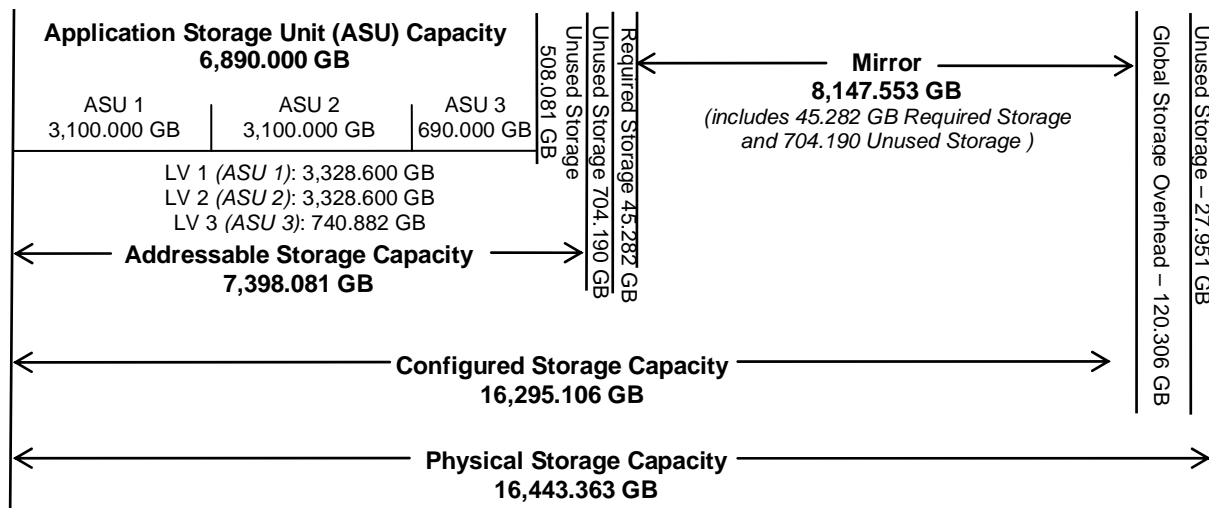 Application Storage Unit (ASU) Capacity
6,890.000 GB
ASU 1
3,100.000 GB
ASU 2
3,100.000 GB
ASU 3
690.000 GB
Unused Storage
508.081 GB
Unused Storage 704.190 GB
Required Storage 45.282 GB
Mirror
8,147.553 GB
(includes 45.282 GB Required Storage
and 704.190 Unused Storage )
Global Storage Overhead – 120.306 GB
Unused Storage – 27.951 GB
LV 1 (ASU 1): 3,328.600 GB
LV 2 (ASU 2): 3,328.600 GB
LV 3 (ASU 3): 740.882 GB
Addressable Storage Capacity
7,398.081 GB
Configured Storage Capacity
16,295.106 GB
Physical Storage Capacity
16,443.363 GB